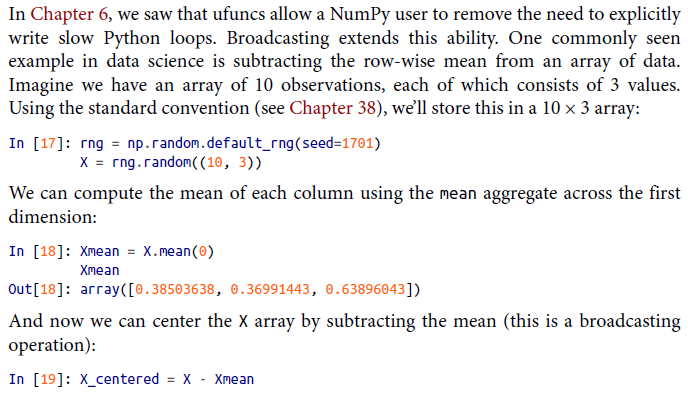 In Chapter 6, we saw that ufuncs allow a NumPy user to remove the need to explicitly
write slow Python loops. Broadcasting extends this ability. One commonly seen
example in data science is subtracting the row-wise mean from an array of data.
Imagine we have an array of 10 observations, each of which consists of 3 values.
Using the standard convention (see Chapter 38), we’ll store this in a 10 × 3 array:
In [17]: rng = np.random.default_rng(seed=1701)
X = rng.random((10, 3))
We can compute the mean of each column using the mean aggregate across the first
dimension:
In [18]: Xmean = X.mean(0)
Xmean
Out[18]: array([0.38503638, 0.36991443, 0.63896043])
And now we can center the X array by subtracting the mean (this is a broadcasting
operation):
In [19]: X_centered = X - Xmean